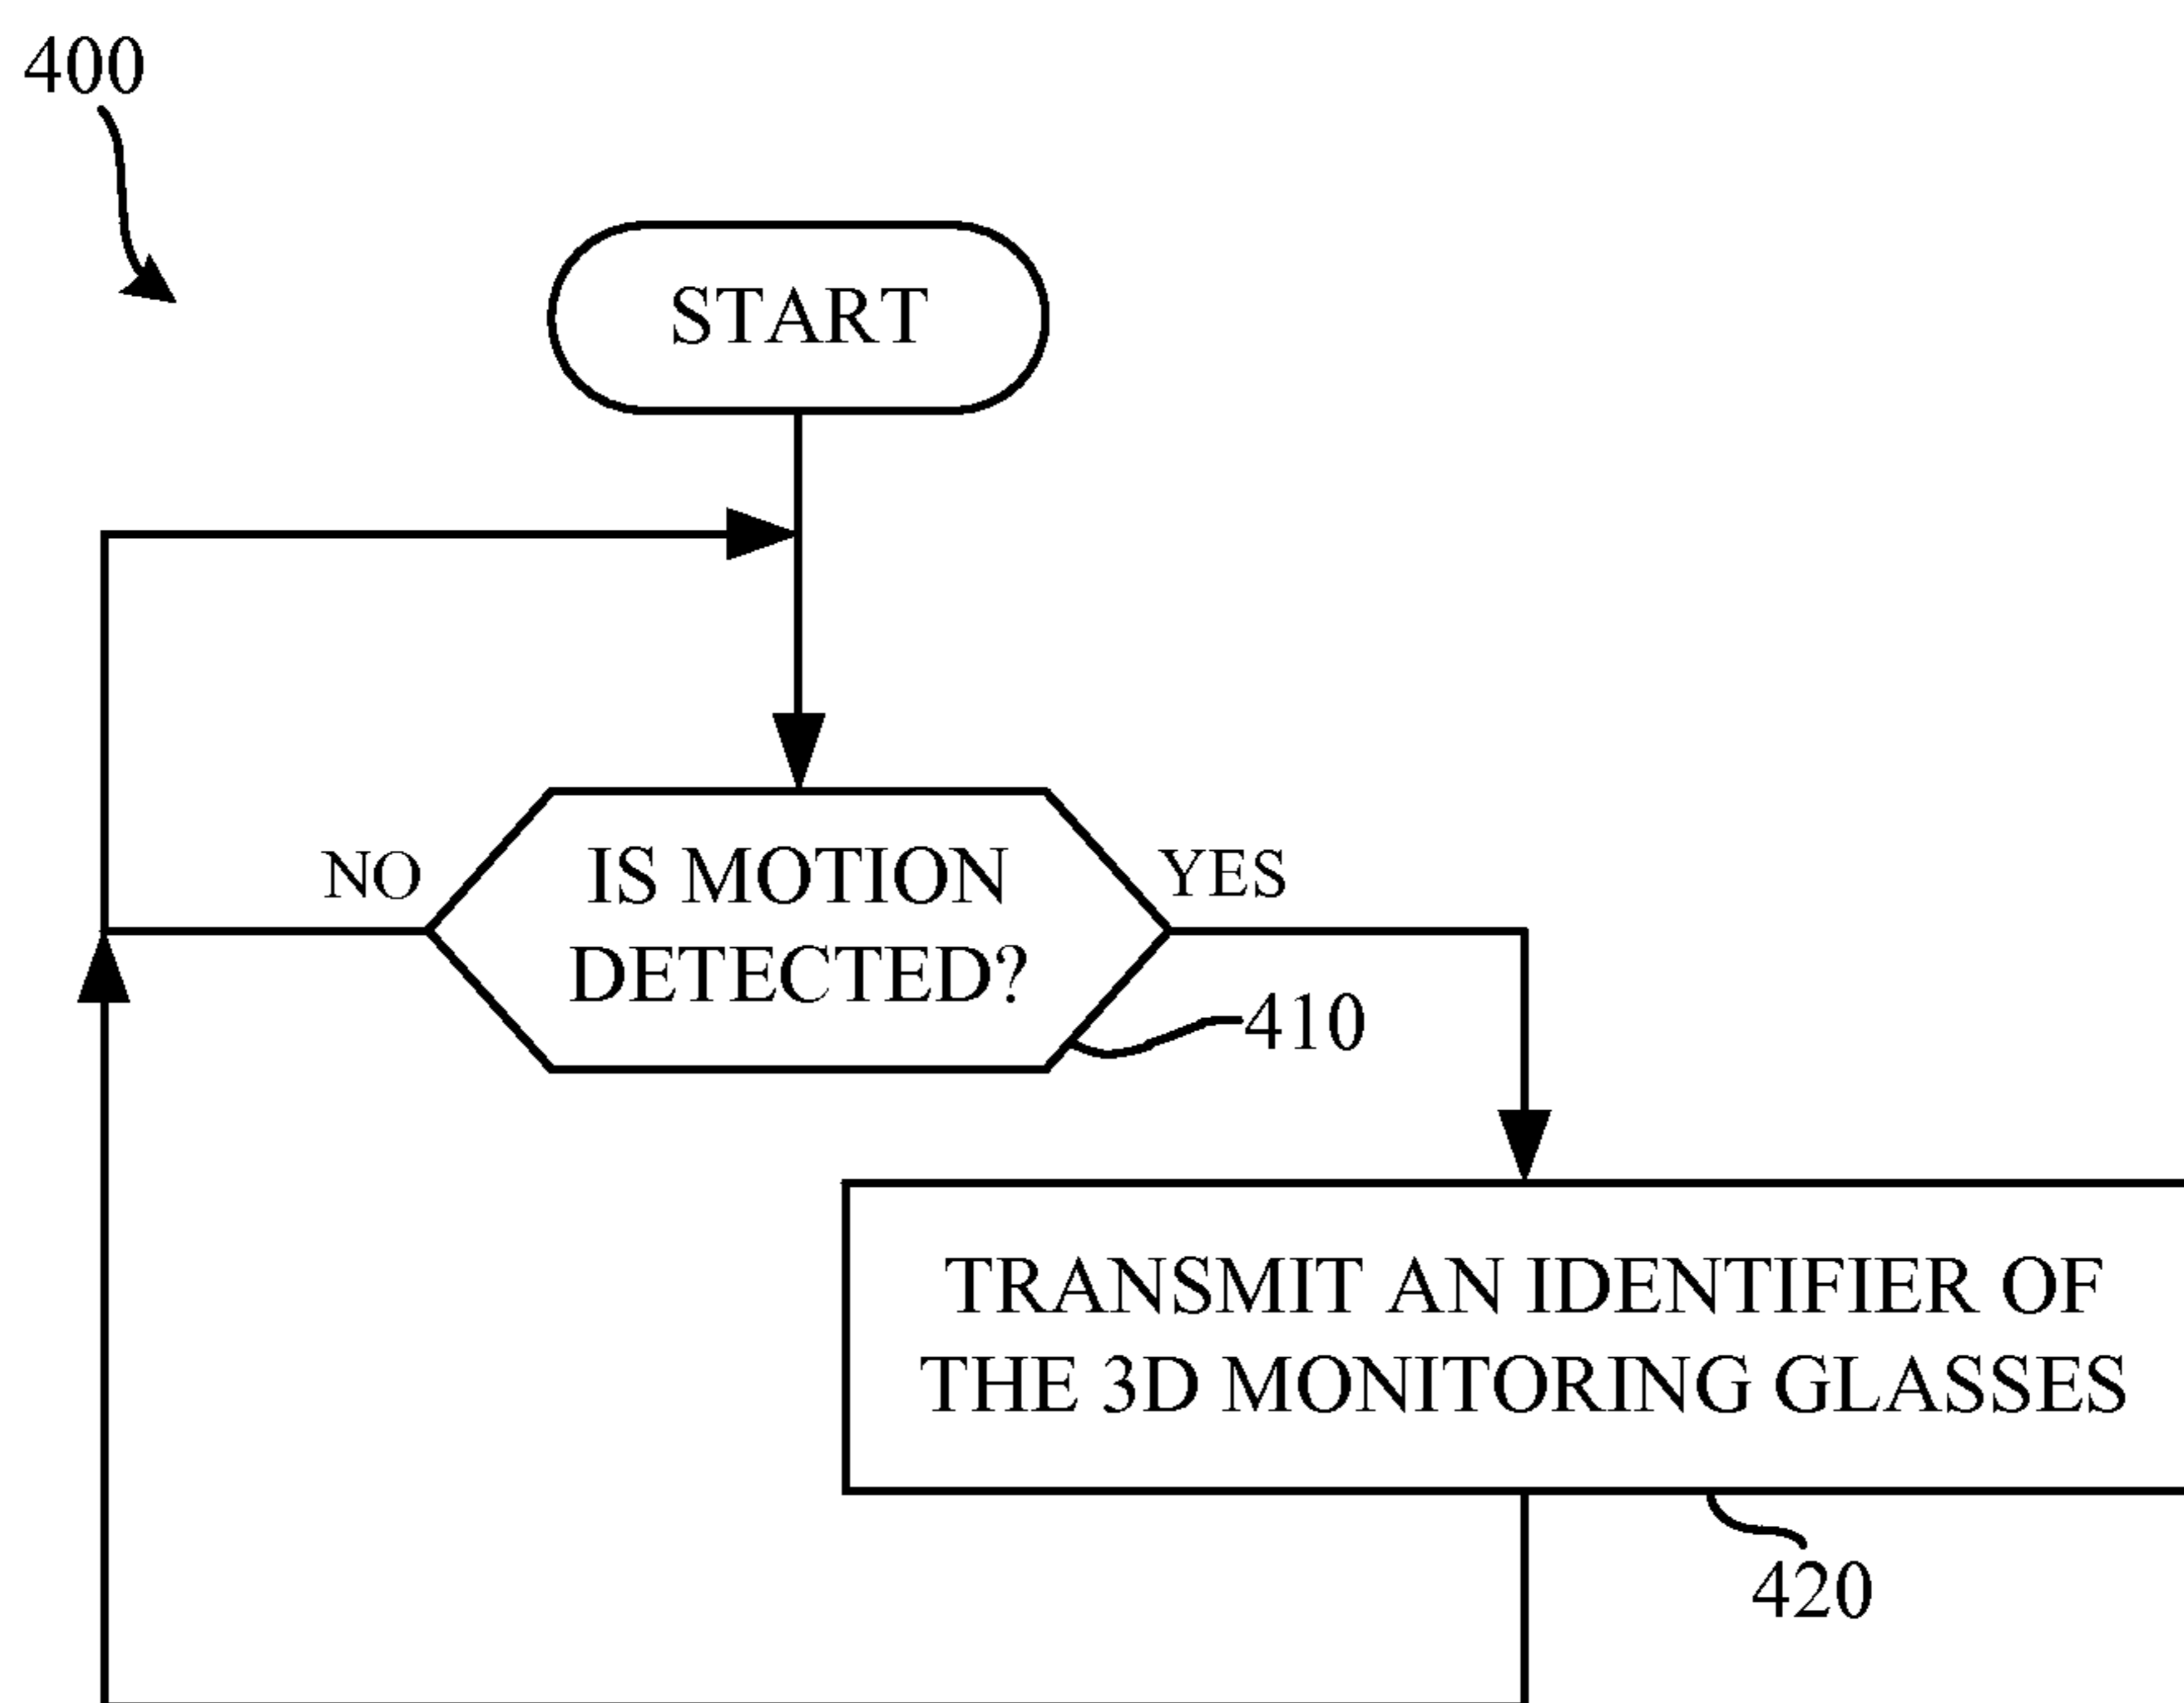 400
START
NO
IS MOTION
DETECTED?
YES
410
TRANSMIT AN IDENTIFIER OF
THE 3D MONITORING GLASSES
420